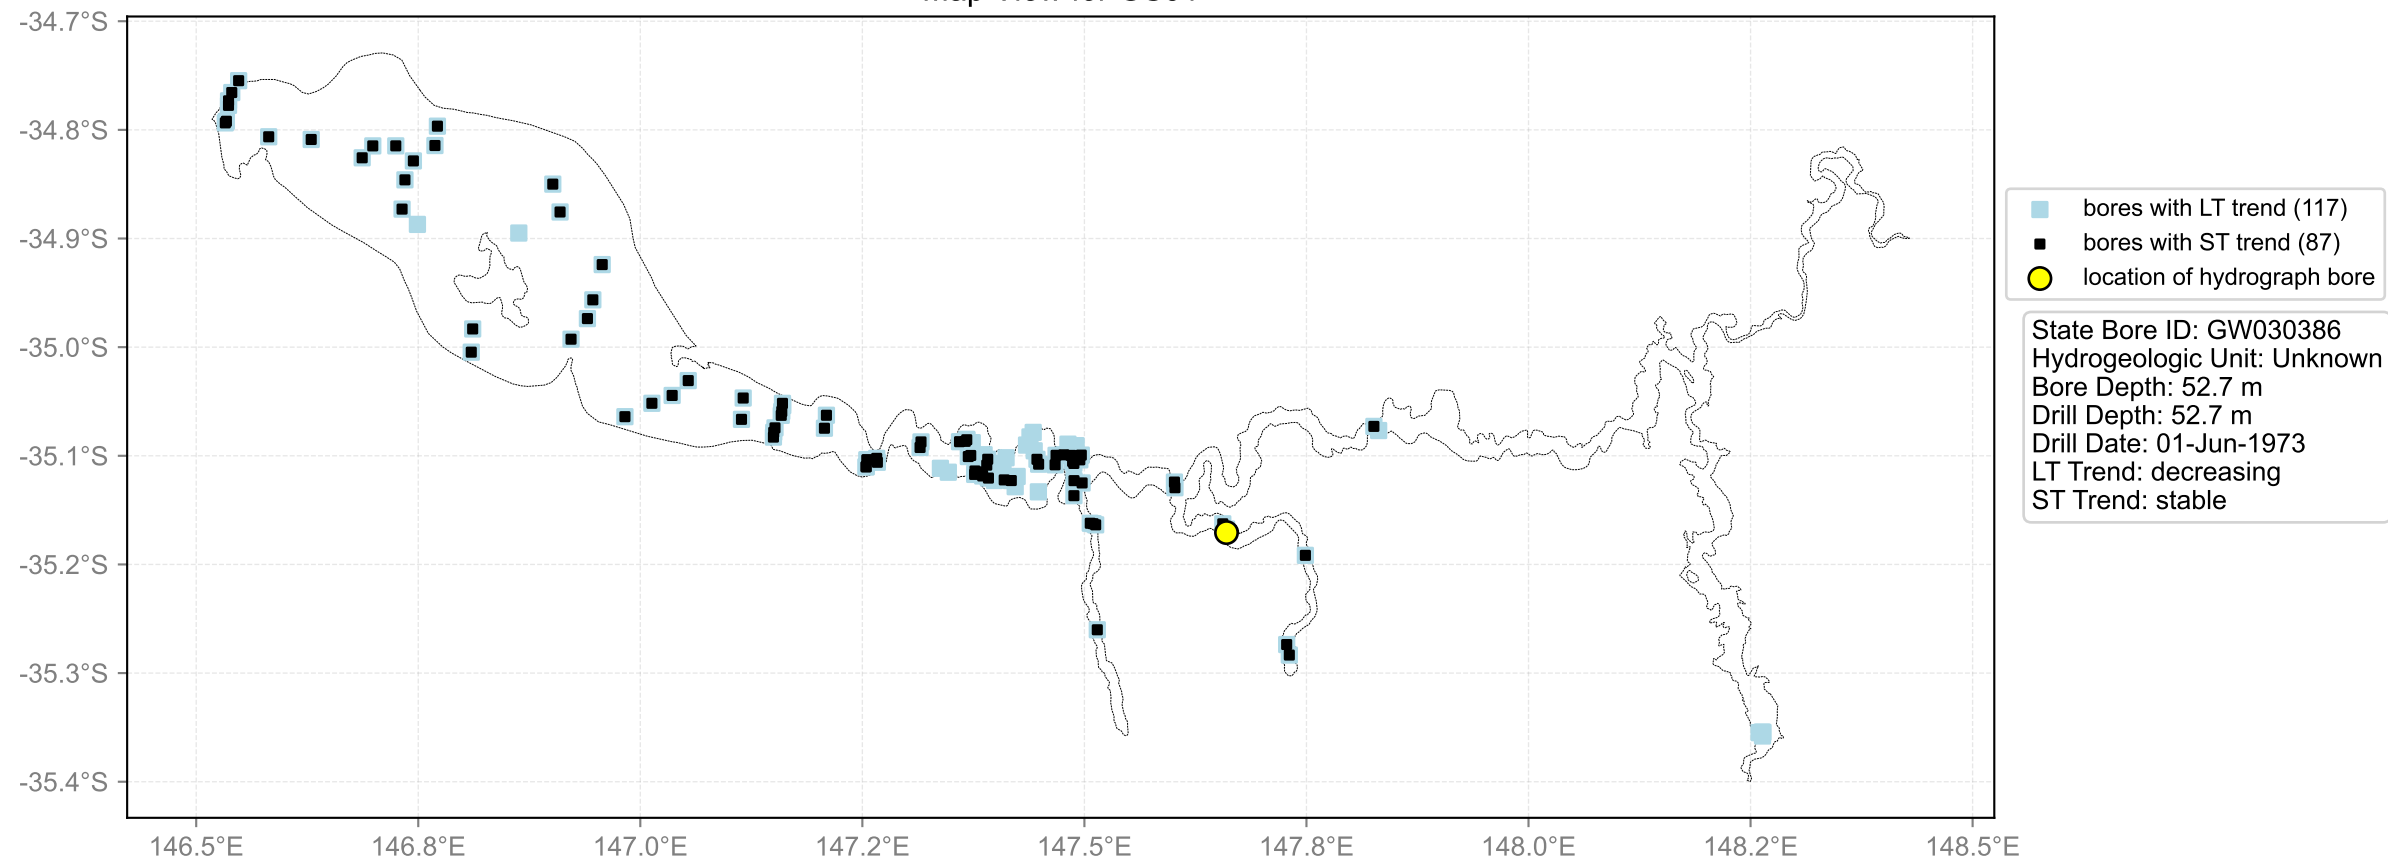 -34.7°S
-34.8°S
-34.9°S
-35.0°S
-35.1°S
-35.2°S
-35.3°S
-35.4°S
146.5°E 146.8°E 147.0°E 147.2°E 147.5°E 147.8°E 148.0°E 148.2°E 148.5°E
bores with LT trend (117)
bores with ST trend (87)
location of hydrograph bore
State Bore ID: GW030386
Hydrogeologic Unit: Unknown
Bore Depth: 52.7 m
Drill Depth: 52.7 m
Drill Date: 01-Jun-1973
LT Trend: decreasing
ST Trend: stable